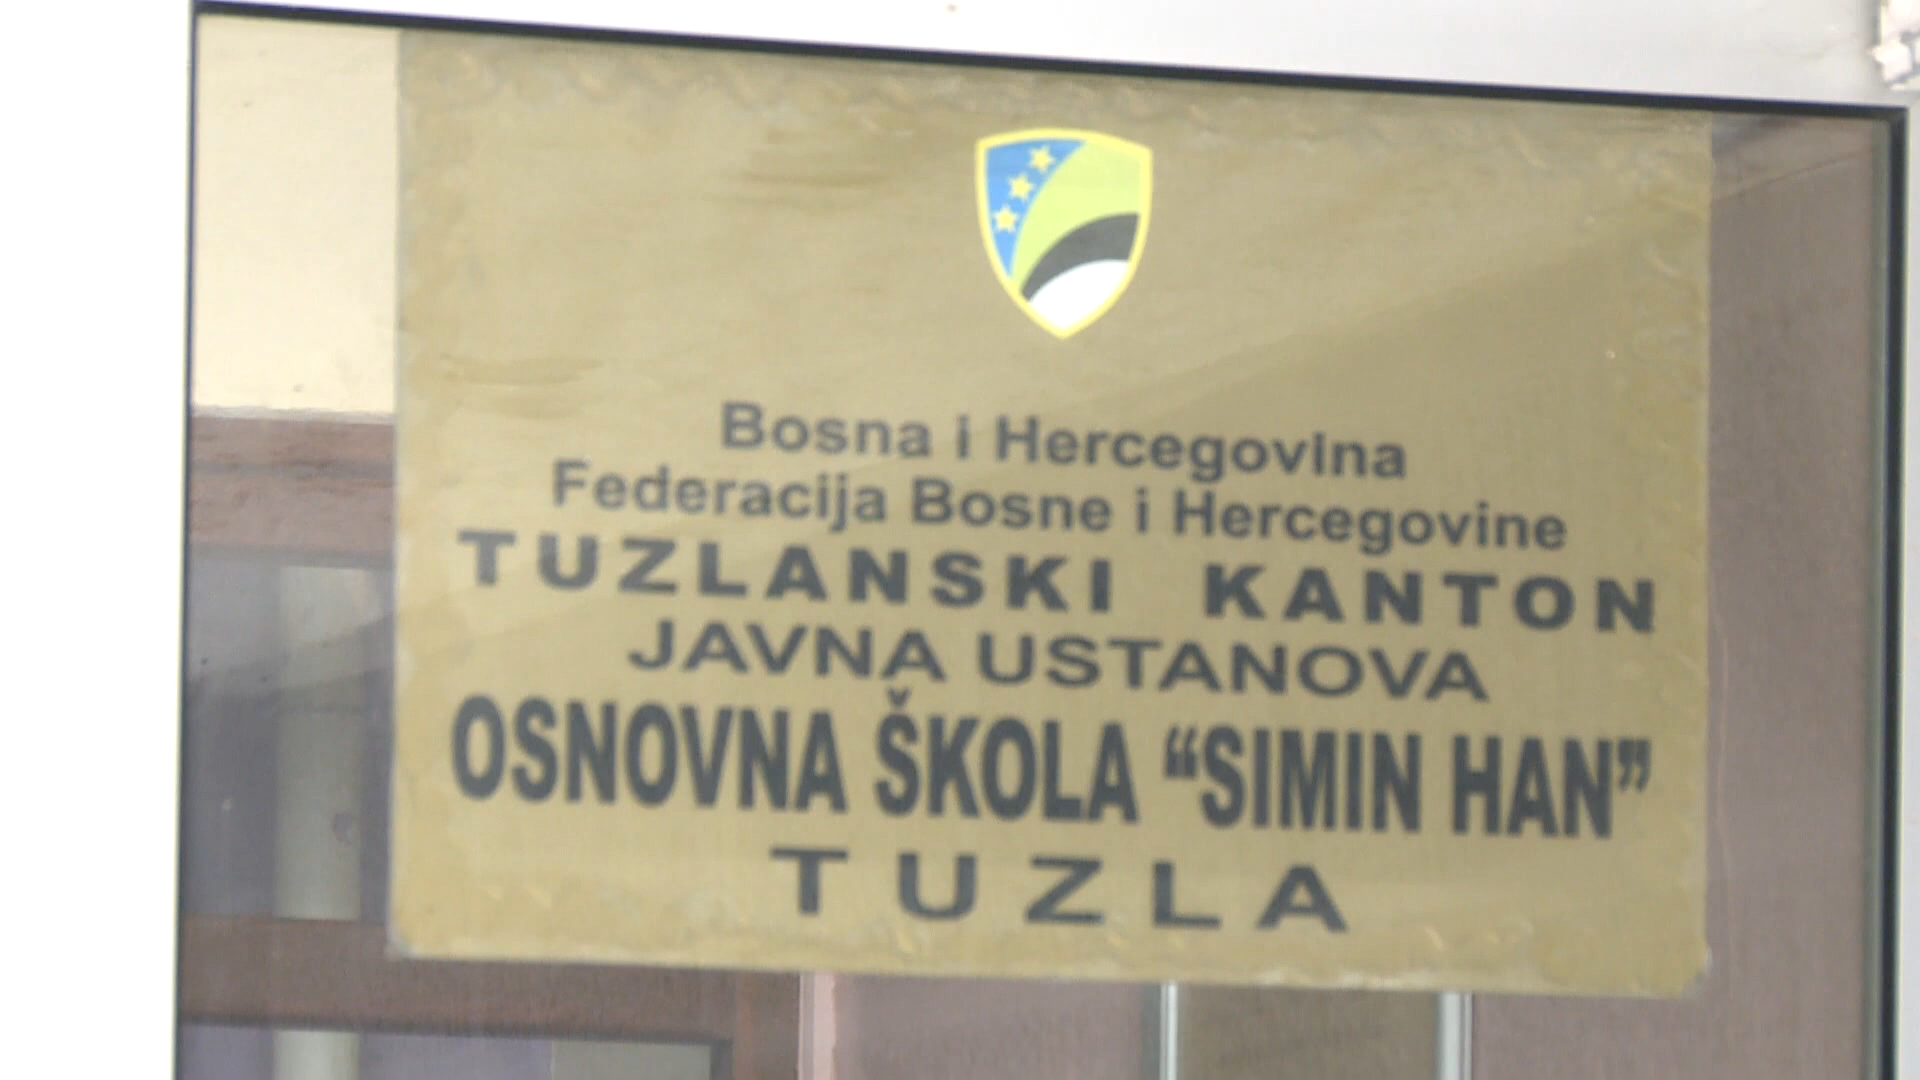 Bosna i Hercegovina
Federacija Bosne i Hercegovine
TUZLANSKI KANTON
JAVNA USTANOVA
OSNOVNA ŠKOLA “SIMIN HAN”
TUZLA